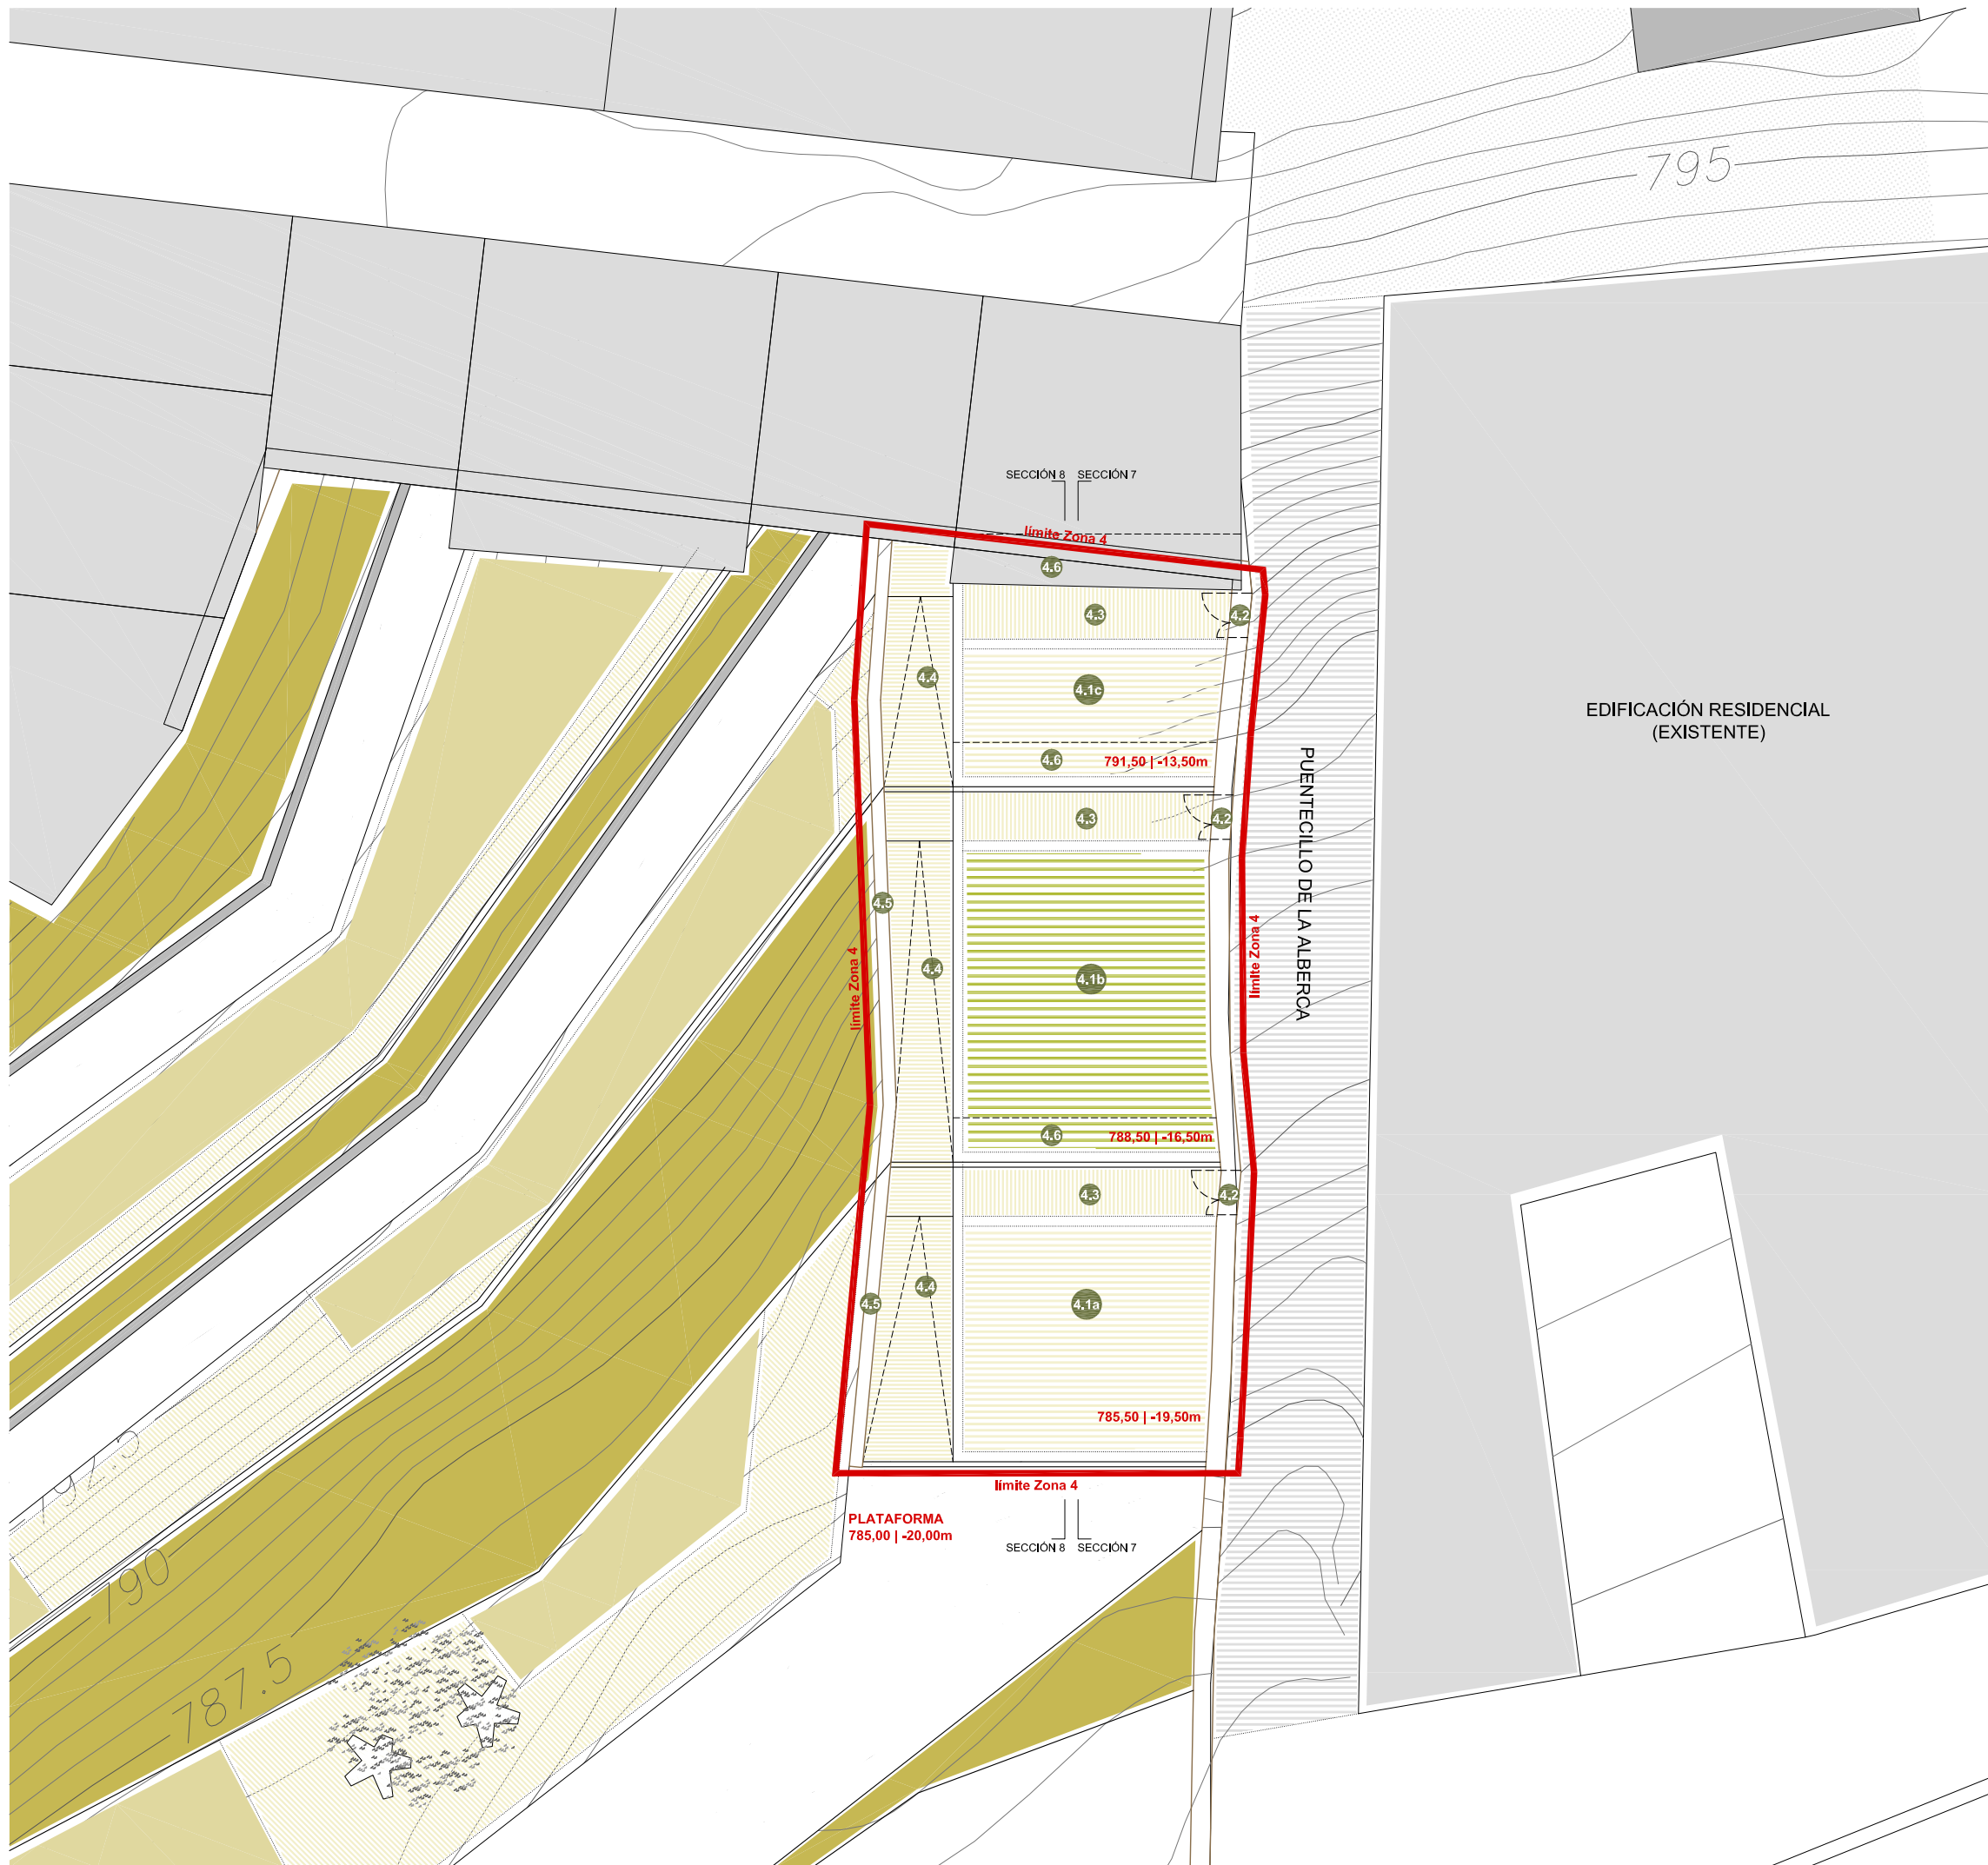 795
SECCIÓN 8 SECCIÓN 7
límite Zona 4
4.6
4.3
4.2
4.4
4.1c
EDIFICACIÓN RESIDENCIAL
(EXISTENTE)
4.6
791,50 | -13,50m
4.3
4.2
PUENTECILLO DE LA ALBERCA
4.5
límite Zona 4
4.4
4.1b
límite Zona 4
4.6
788,50 | -16,50m
4.3
4.2
4.4
4.5
4.1a
785,50 | -19,50m
límite Zona 4
PLATAFORMA
785,00 | -20,00m
SECCIÓN 8 SECCIÓN 7
792.5
790
787.5